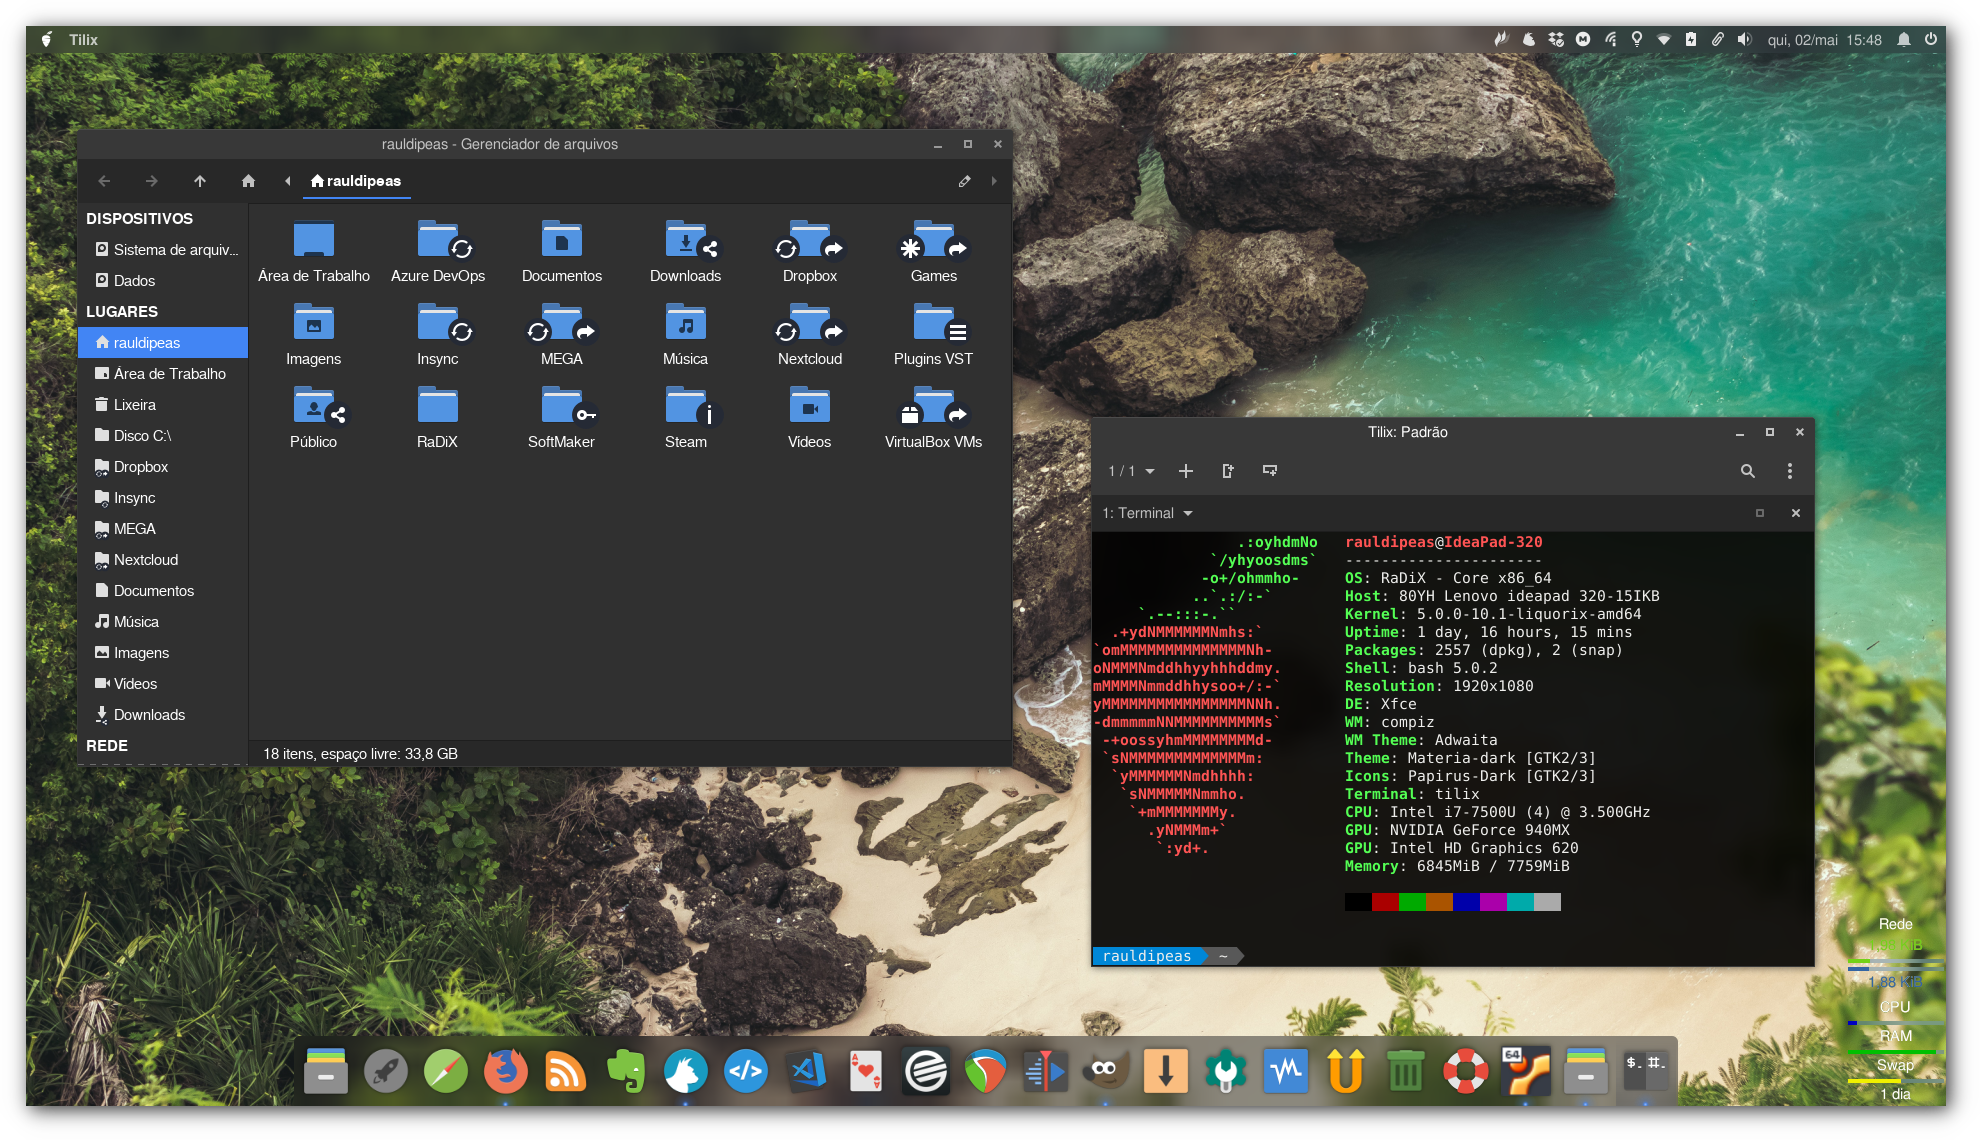 Tilix
qui, 02/mai 15:48
rauldipeas - Gerenciador de arquivos
rauldipeas
DISPOSITIVOS
Sistema de arquiv...
Dados
LUGARES
rauldipeas
Área de Trabalho
Lixeira
Disco C:\
Dropbox
Insync
MEGA
Nextcloud
Documentos
Música
Imagens
Vídeos
Downloads
REDE
Área de Trabalho Azure DevOps Documentos Downloads Dropbox Games
Imagens Insync MEGA Música Nextcloud Plugins VST
Público RaDiX SoftMaker Steam Vídeos VirtualBox VMs
18 itens, espaço livre: 33,8 GB
Tilix: Padrão
1 / 1
1: Terminal
.:oyhdmNo
`/yhyoosdms`
-o+/ohmmho-
..`.:/:-`
`.--:::-.``
.+ydNMMMMMMNmhs:`
`omMMMMMMMMMMMMMMNh-
oNMMMNmddhhyyhhhddmy.
mMMMMNmmddhhysoo+/:-`
yMMMMMMMMMMMMMMMMNNh.
-dmmmmmNNMMMMMMMMMMs`
-+oossyhmMMMMMMMMd-
`sNMMMMMMMMMMMMMm:
`yMMMMMMNmdhhhh:
`sNMMMMMNmmho.
`+mMMMMMMMy.
.yNMMMm+`
`:yd+.
rauldipeas@IdeaPad-320
----------------------
OS: RaDiX - Core x86_64
Host: 80YH Lenovo ideapad 320-15IKB
Kernel: 5.0.0-10.1-liquorix-amd64
Uptime: 1 day, 16 hours, 15 mins
Packages: 2557 (dpkg), 2 (snap)
Shell: bash 5.0.2
Resolution: 1920x1080
DE: Xfce
WM: compiz
WM Theme: Adwaita
Theme: Materia-dark [GTK2/3]
Icons: Papirus-Dark [GTK2/3]
Terminal: tilix
CPU: Intel i7-7500U (4) @ 3.500GHz
GPU: NVIDIA GeForce 940MX
GPU: Intel HD Graphics 620
Memory: 6845MiB / 7759MiB
rauldipeas ~
Rede
1,88 KiB
CPU
RAM
Swap
1 dia
64
$. #.